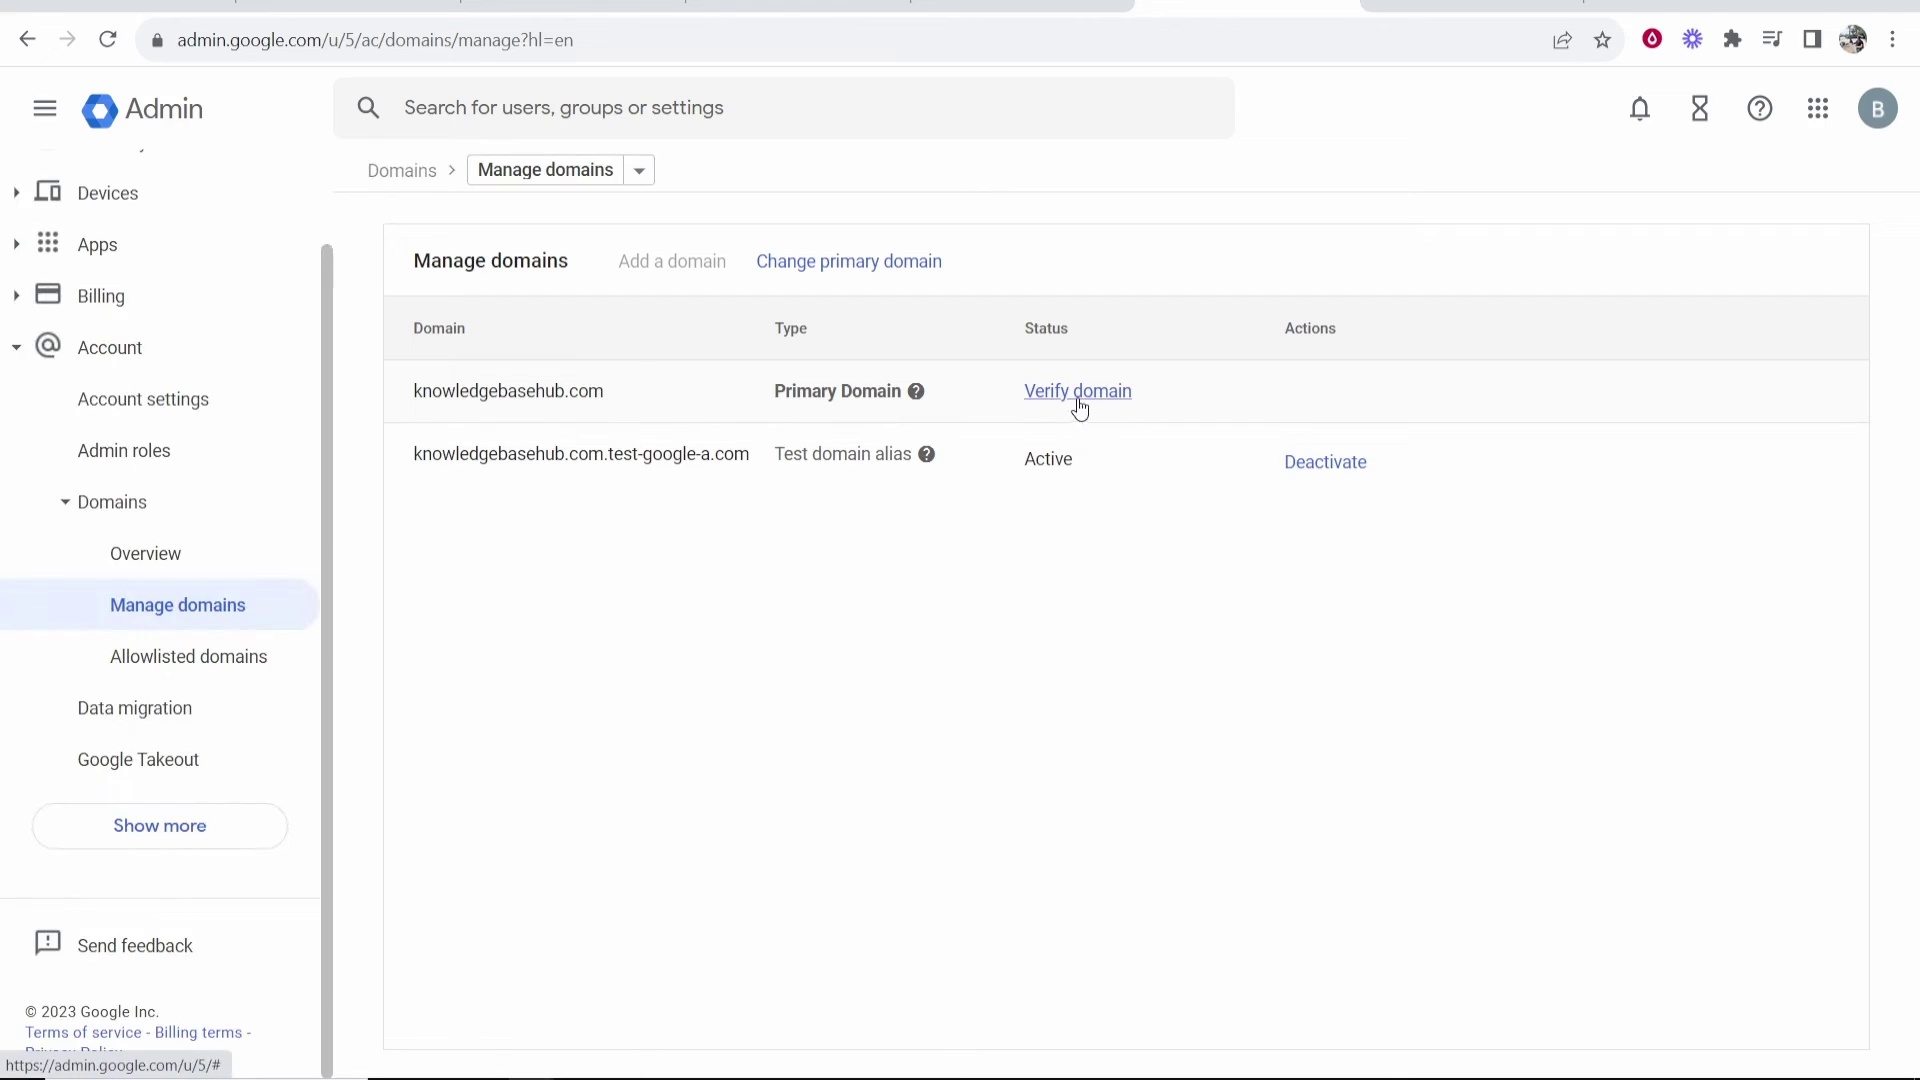 admin.google.com/u/5/ac/domains/manage?hl=en
Admin
Search for users, groups or settings
B
Domains
Manage domains
Devices
Apps
Billing
Account
Account settings
Admin roles
Domains
Overview
Manage domains
Allowlisted domains
Data migration
Google Takeout
Show more
Send feedback
© 2023 Google Inc.
Terms of service - Billing terms -
Privacy Policy
https://admin.google.com/u/5/#
Manage domains Add a domain Change primary domain
Domain Type Status Actions
knowledgebasehub.com Primary Domain Verify domain
knowledgebasehub.com.test-google-a.com Test domain alias Active Deactivate